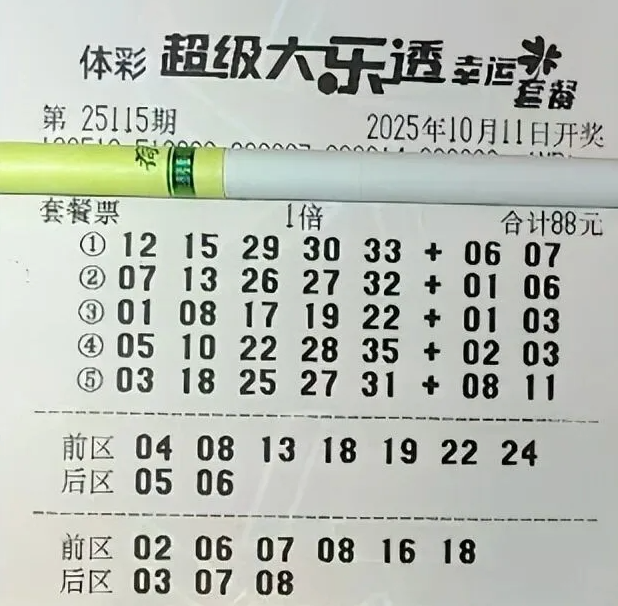 体彩 超级大乐透 幸运套餐
第 25115期 2025年10月11日开奖
套餐票 1倍 合计88元
① 12 15 29 30 33 + 06 07
② 07 13 26 27 32 + 01 06
③ 01 08 17 19 22 + 01 03
④ 05 10 22 28 35 + 02 03
⑤ 03 18 25 27 31 + 08 11
前区 04 08 13 18 19 22 24
后区 05 06
前区 02 06 07 08 16 18
后区 03 07 08